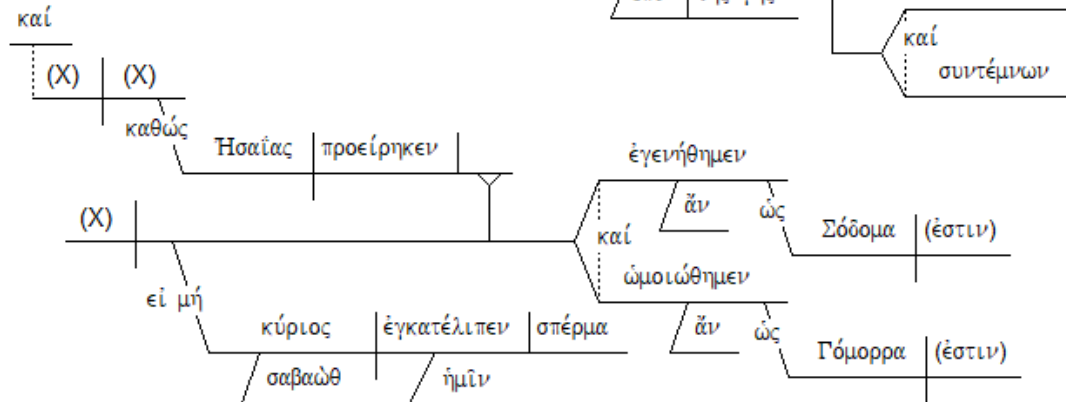 καί
καί
συντέμνων
(X) (X)
καθώς
Ἠσαΐας προείρηκεν
ἐγενήθημεν
ἄν ὡς
(X)
καί
Σόδομα (ἐστιν)
ὡμοιώθημεν
εἰ μή
κύριος ἐγκατέλιπεν σπέρμα
ἄν ὡς
Γόμορρα (ἐστιν)
σαβαὼθ ἡμῖν